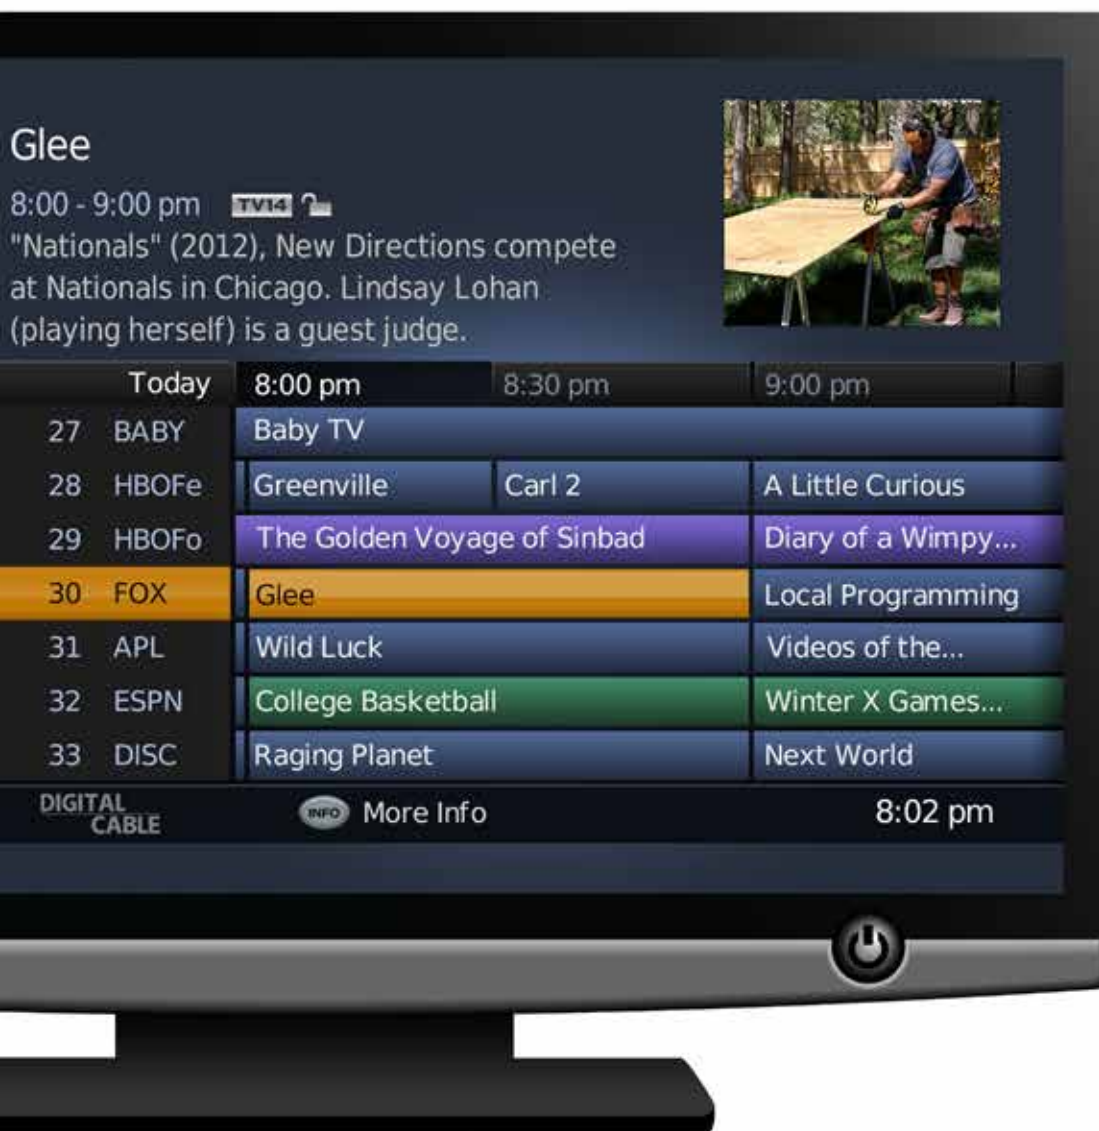 Glee
8:00 - 9:00 pm TV14
"Nationals" (2012), New Directions compete
at Nationals in Chicago. Lindsay Lohan
(playing herself) is a guest judge.
Today 8:00 pm 8:30 pm 9:00 pm
27 BABY Baby TV
28 HBOFe Greenville Carl 2 A Little Curious
29 HBOFo The Golden Voyage of Sinbad Diary of a Wimpy...
30 FOX Glee Local Programming
31 APL Wild Luck Videos of the...
32 ESPN College Basketball Winter X Games...
33 DISC Raging Planet Next World
DIGITAL
CABLE INFO More Info 8:02 pm